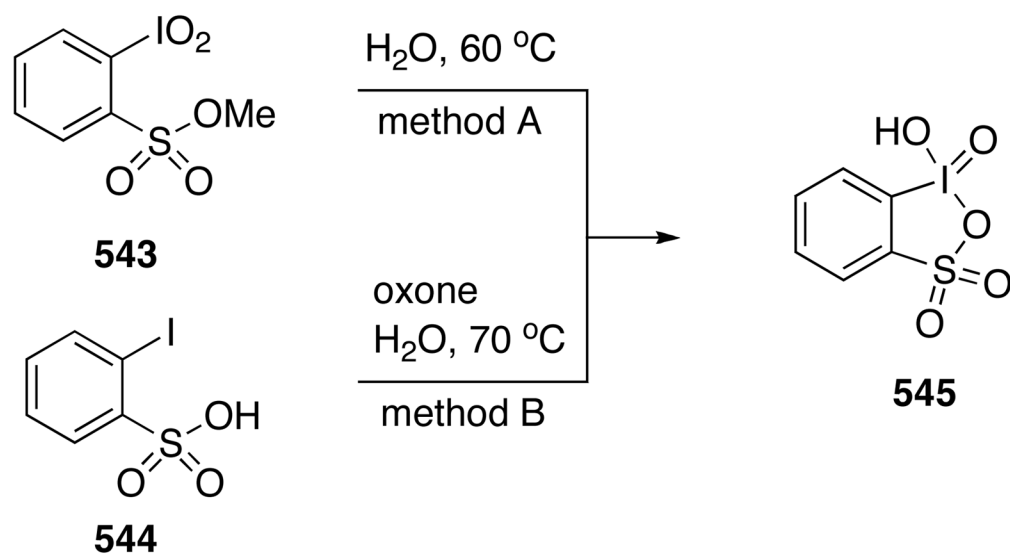 IO₂
OMe
S
O O
543
H₂O, 60 ºC
method A
oxone
H₂O, 70 ºC
method B
I
OH
S
O O
544
HO O
I
O
S O
O
545